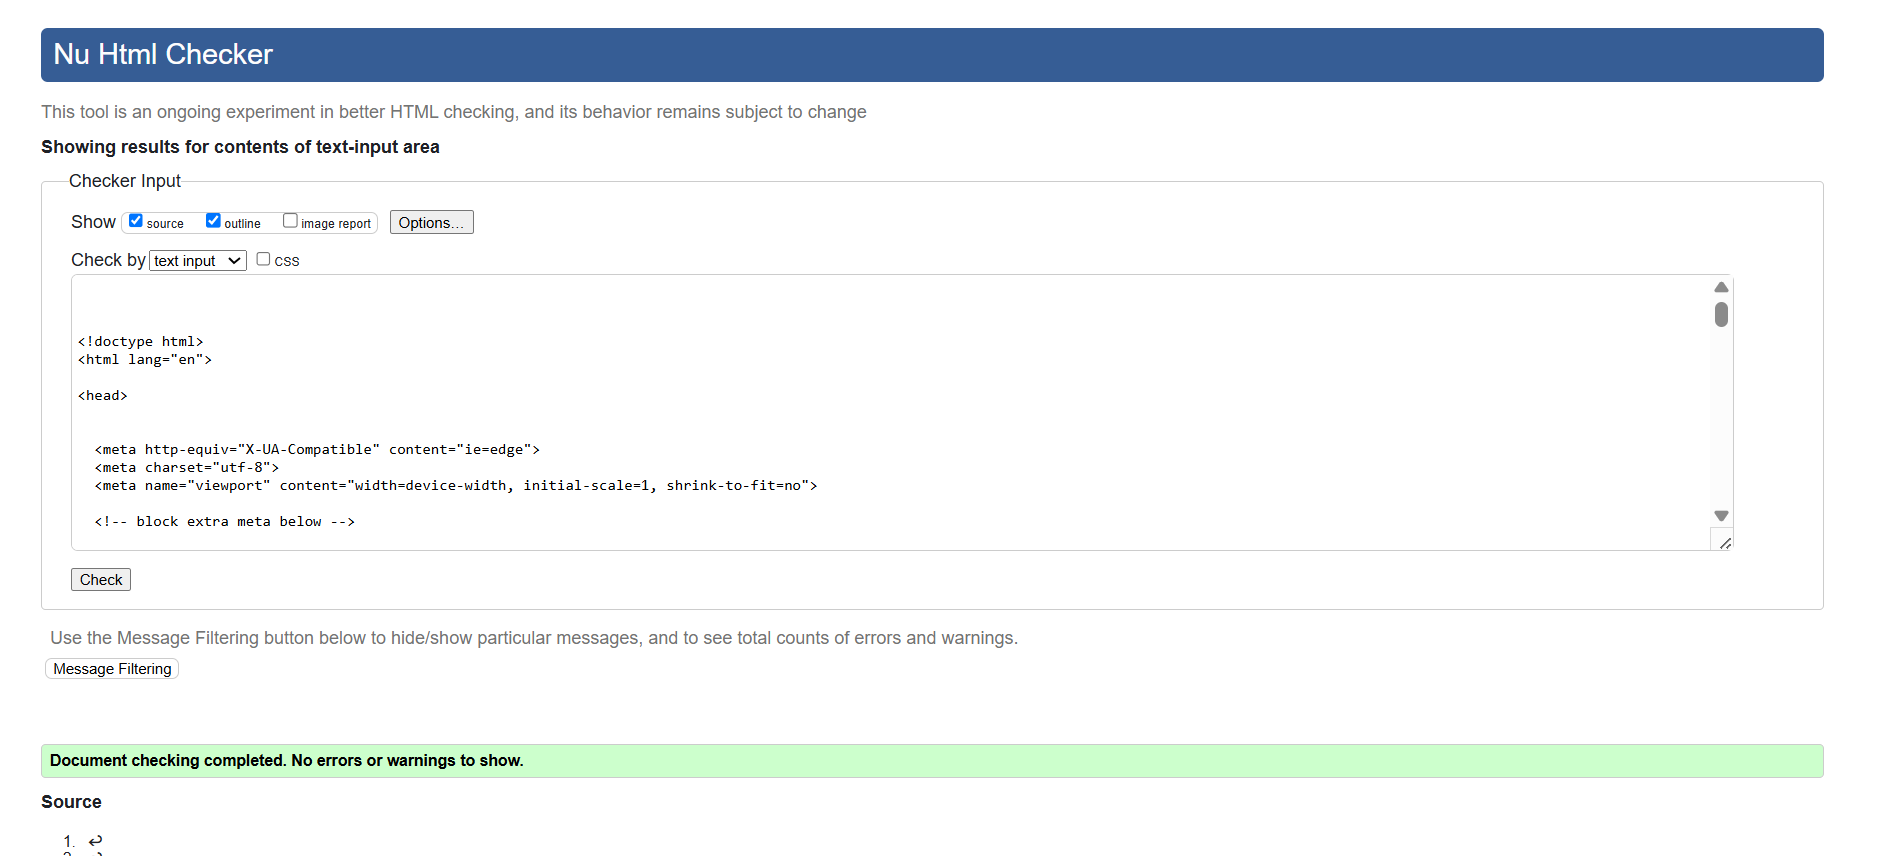 Nu Html Checker
This tool is an ongoing experiment in better HTML checking, and its behavior remains subject to change
Showing results for contents of text-input area
Checker Input
Show source outline image report Options...
Check by text input css
<!doctype html>
<html lang="en">
<head>
<meta http-equiv="X-UA-Compatible" content="ie=edge">
<meta charset="utf-8">
<meta name="viewport" content="width=device-width, initial-scale=1, shrink-to-fit=no">
<!-- block extra meta below -->
Check
Use the Message Filtering button below to hide/show particular messages, and to see total counts of errors and warnings.
Message Filtering
Document checking completed. No errors or warnings to show.
Source
1. ↩